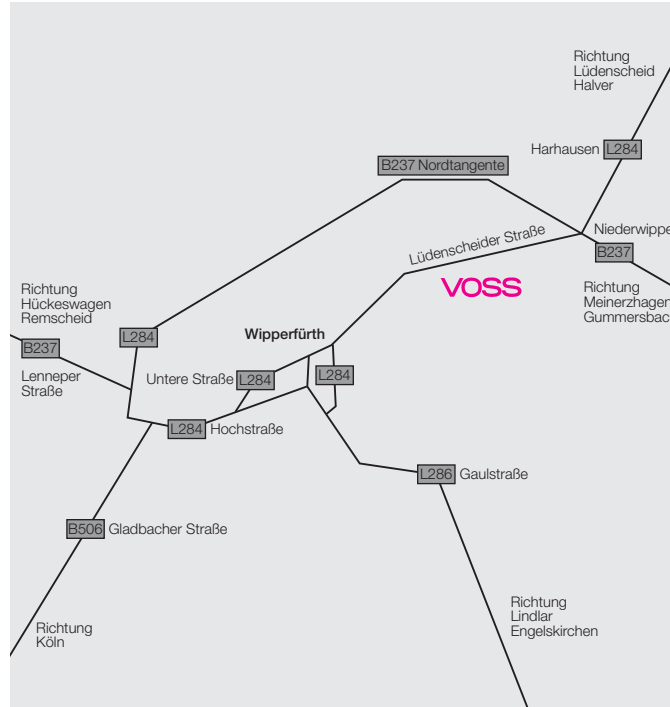 Richtung
Lüdenscheid
Halver
Harhausen
L284
B237 Nordtangente
Niederwippe
B237
Lüdenscheider Straße
VOSS
Richtung
Meinerzhagen
Gummersbac
Richtung
Hückeswagen
Remscheid
B237
Lenneper
Straße
L284
Wipperfürth
Untere Straße
L284
L284
L284
Hochstraße
L286
Gaulstraße
B506
Gladbacher Straße
Richtung
Köln
Richtung
Lindlar
Engelskirchen